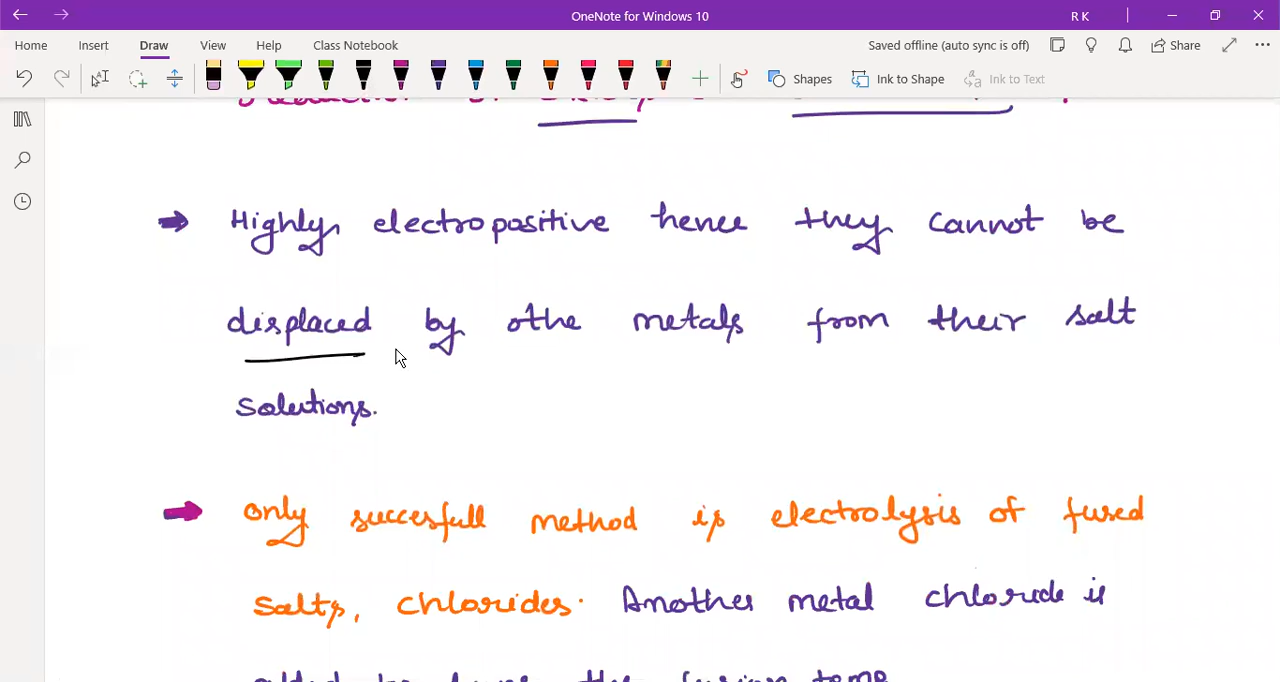 OneNote for Windows 10
R K
Home Insert Draw View Help Class Notebook
Saved offline (auto sync is off) Share
Shapes Ink to Shape Ink to Text
Highly electropositive hence they cannot be
displaced by othe metals from their salt
solutions.
only succesfull method is electrolysis of fused
salts, chlorides. Another metal chloride is